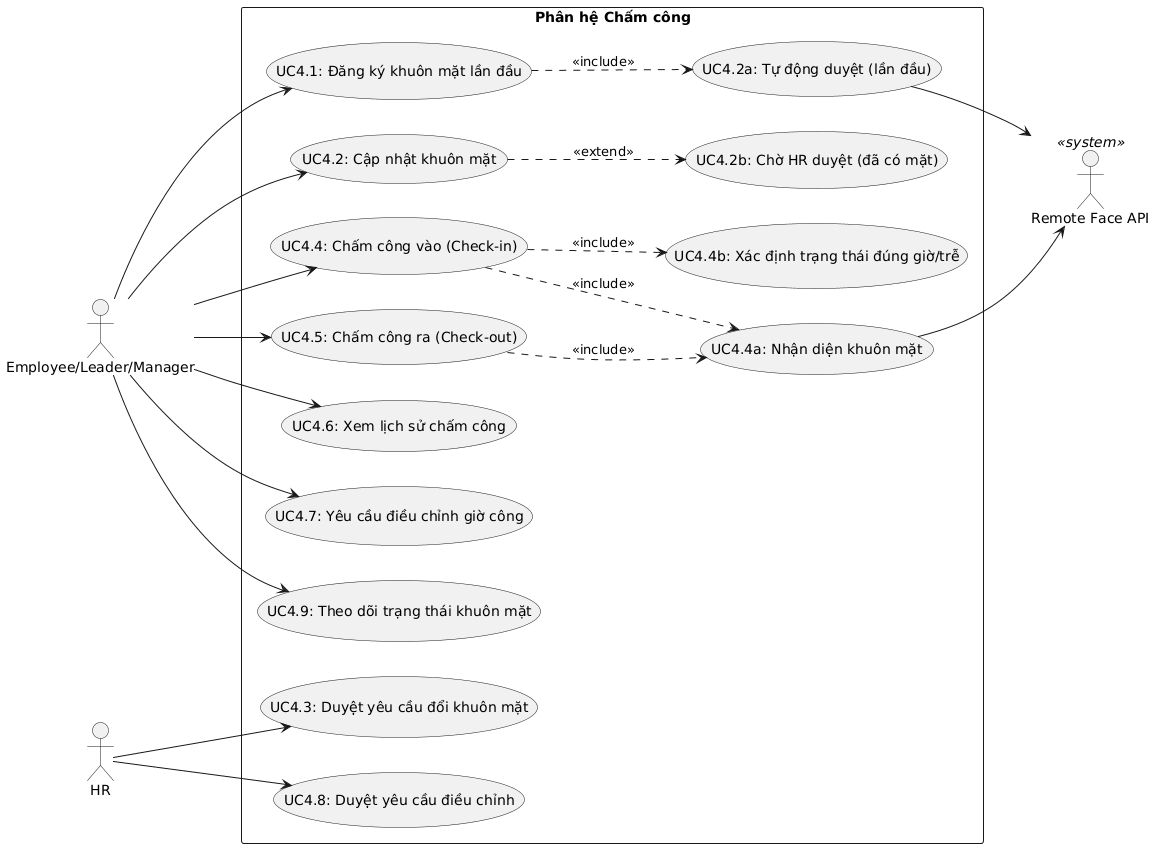 Phân hệ Chấm công
UC4.1: Đăng ký khuôn mặt lần đầu
«include»
UC4.2a: Tự động duyệt (lần đầu)
UC4.2: Cập nhật khuôn mặt
«extend»
UC4.2b: Chờ HR duyệt (đã có mặt)
«system»
Remote Face API
UC4.4: Chấm công vào (Check-in)
«include»
UC4.4b: Xác định trạng thái đúng giờ/trễ
«include»
Employee/Leader/Manager
UC4.5: Chấm công ra (Check-out)
«include»
UC4.4a: Nhận diện khuôn mặt
UC4.6: Xem lịch sử chấm công
UC4.7: Yêu cầu điều chỉnh giờ công
UC4.9: Theo dõi trạng thái khuôn mặt
UC4.3: Duyệt yêu cầu đổi khuôn mặt
HR
UC4.8: Duyệt yêu cầu điều chỉnh